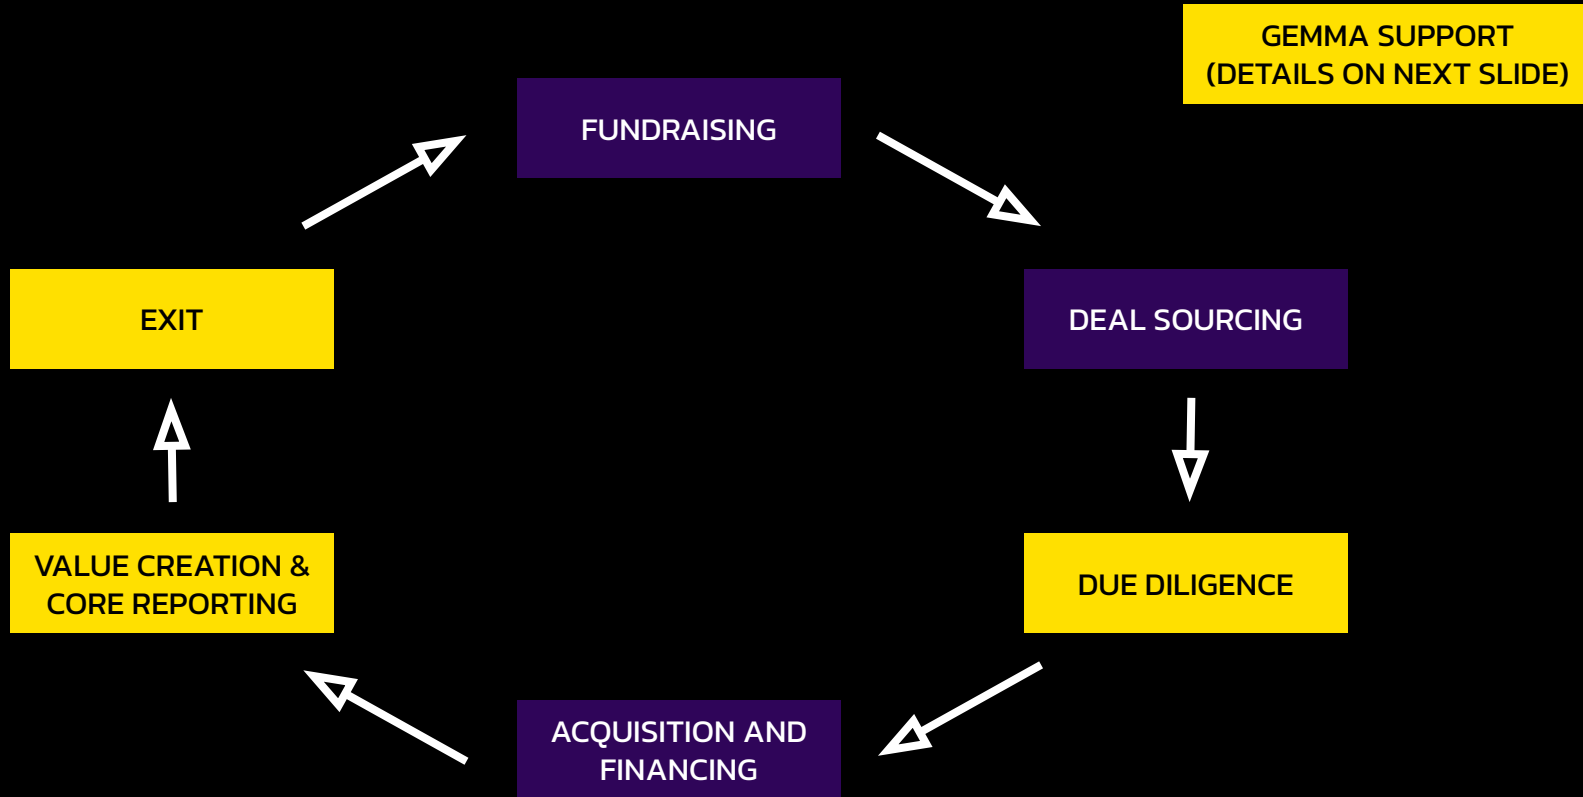 GEMMA SUPPORT
(DETAILS ON NEXT SLIDE)
FUNDRAISING
EXIT
DEAL SOURCING
VALUE CREATION &
CORE REPORTING
DUE DILIGENCE
ACQUISITION AND
FINANCING